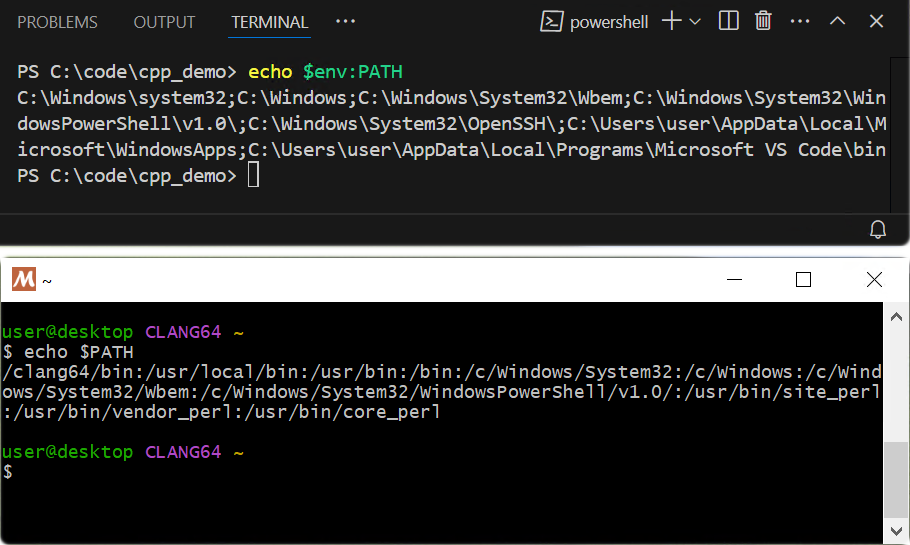 PROBLEMS OUTPUT TERMINAL ··· powershell
PS C:\code\cpp_demo> echo $env:PATH
C:\Windows\system32;C:\Windows;C:\Windows\System32\Wbem;C:\Windows\System32\Win
dowsPowerShell\v1.0\;C:\Windows\System32\OpenSSH\;C:\Users\user\AppData\Local\M
icrosoft\WindowsApps;C:\Users\user\AppData\Local\Programs\Microsoft VS Code\bin
PS C:\code\cpp_demo>
M ~
user@desktop CLANG64 ~
$ echo $PATH
/clang64/bin:/usr/local/bin:/usr/bin:/bin:/c/Windows/System32:/c/Windows:/c/Wind
ows/System32/Wbem:/c/Windows/System32/WindowsPowerShell/v1.0/:/usr/bin/site_perl
:/usr/bin/vendor_perl:/usr/bin/core_perl
user@desktop CLANG64 ~
$